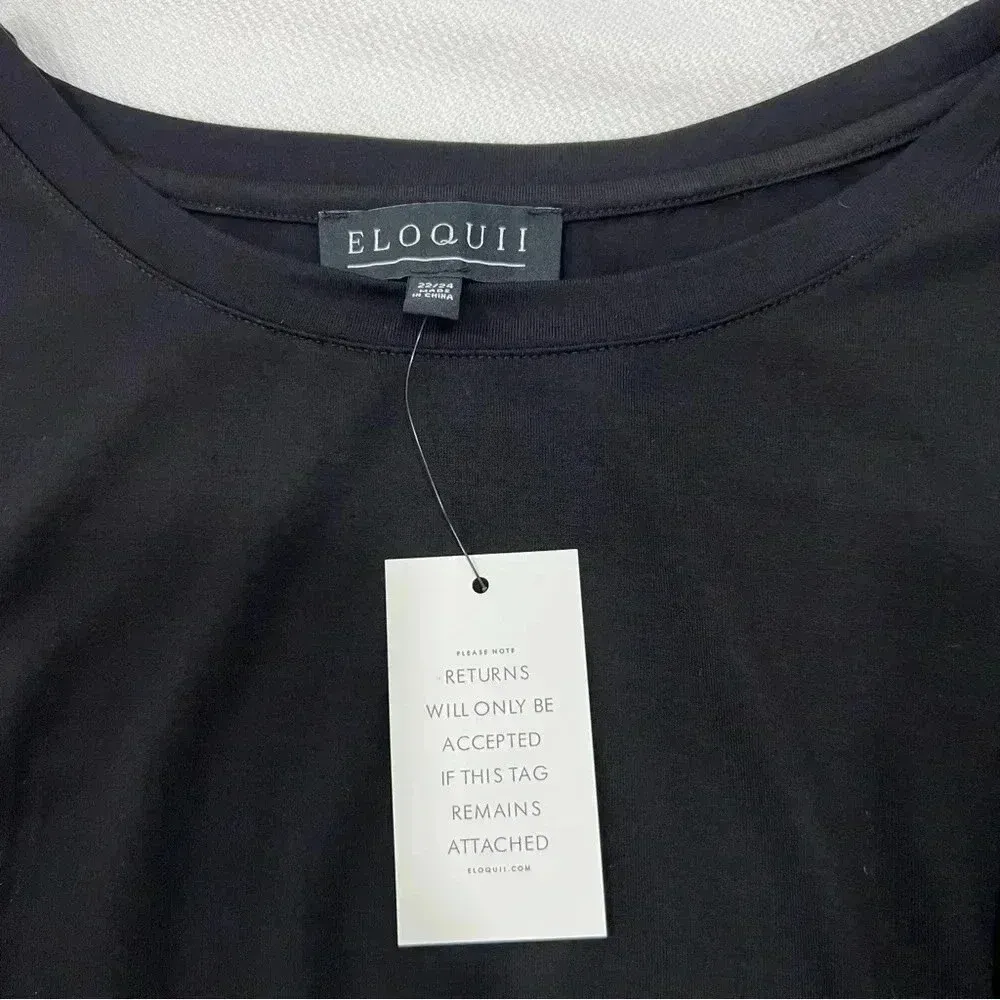 ELOQUII
22/24
MADE
IN CHINA
PLEASE NOTE
RETURNS
WILL ONLY BE
ACCEPTED
IF THIS TAG
REMAINS
ATTACHED
ELOQUII.COM